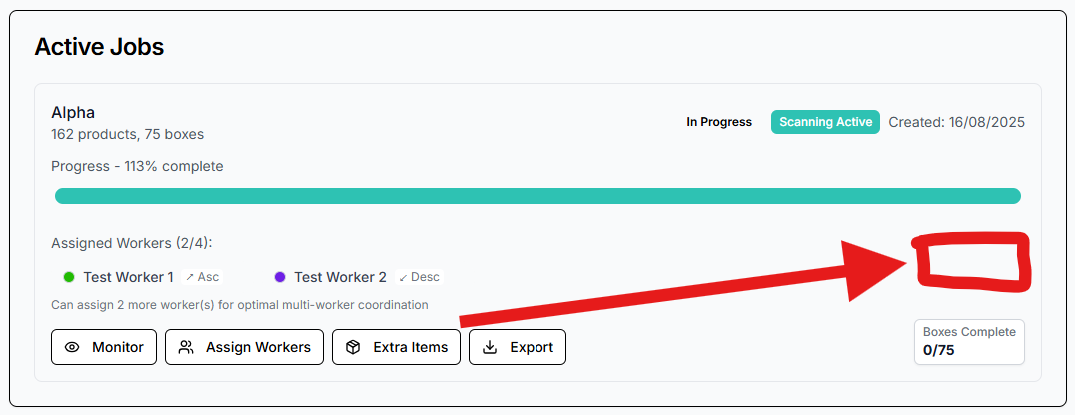 Active Jobs
Alpha
162 products, 75 boxes
In Progress
Scanning Active
Created: 16/08/2025
Progress - 113% complete
Assigned Workers (2/4):
Test Worker 1 ↗ Asc
Test Worker 2 ↙ Desc
Can assign 2 more worker(s) for optimal multi-worker coordination
Monitor
Assign Workers
Extra Items
Export
Boxes Complete
0/75